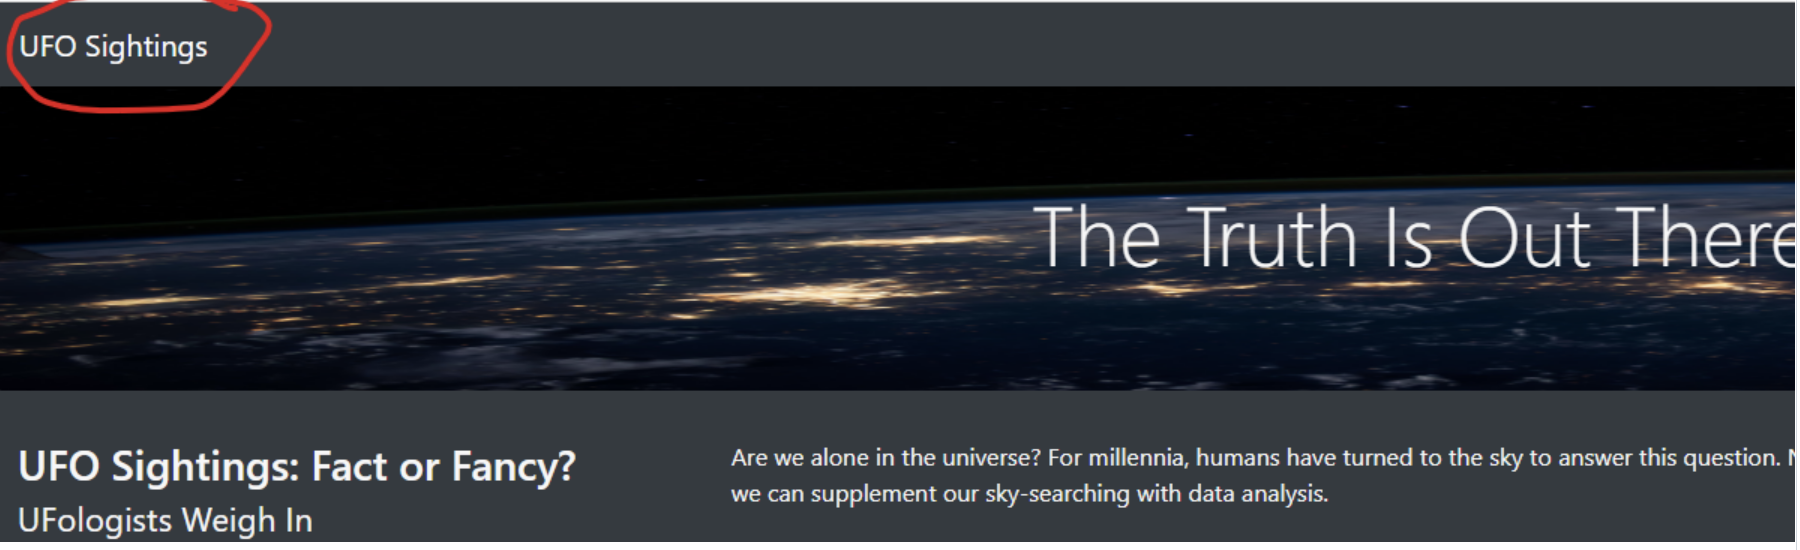 UFO Sightings
The Truth Is Out There
UFO Sightings: Fact or Fancy?
UFologists Weigh In
Are we alone in the universe? For millennia, humans have turned to the sky to answer this question.
we can supplement our sky-searching with data analysis.